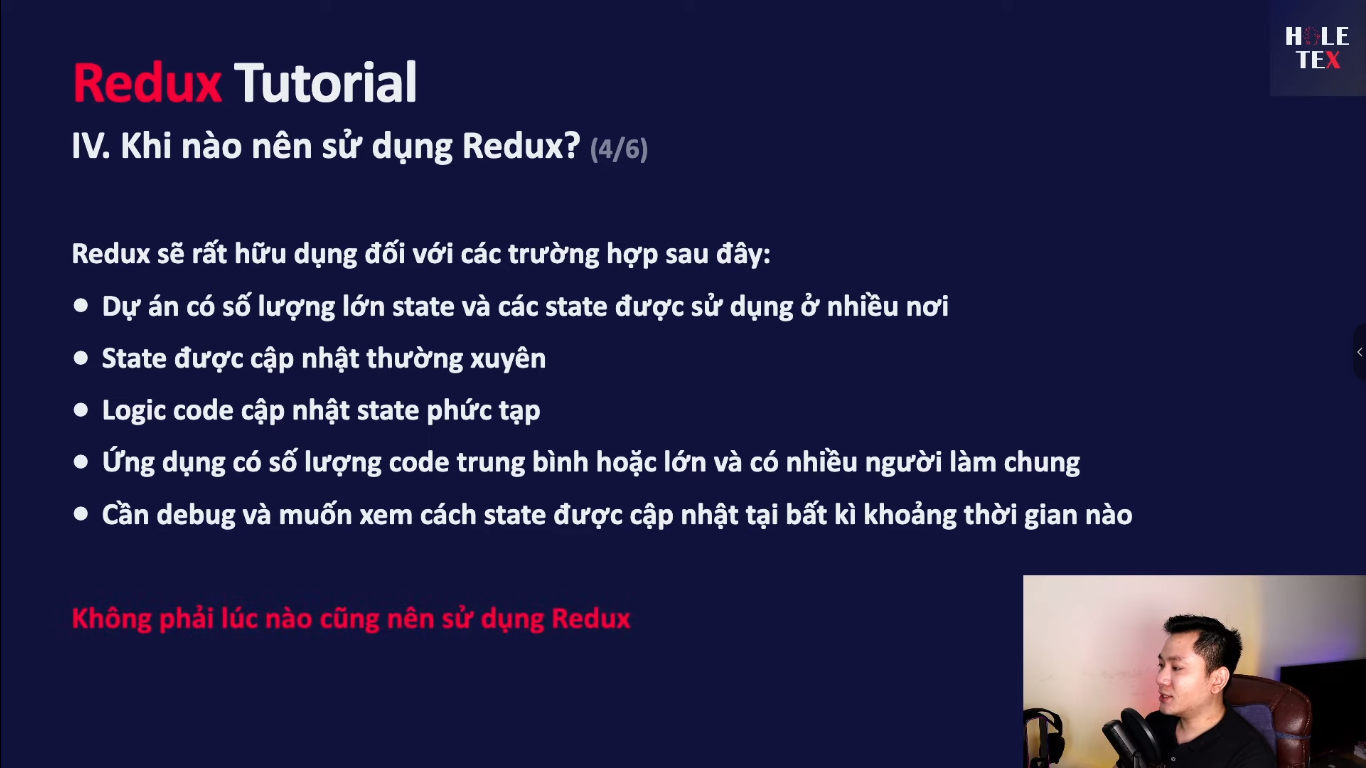 H LE
TEX
Redux Tutorial
IV. Khi nào nên sử dụng Redux? (4/6)
Redux sẽ rất hữu dụng đối với các trường hợp sau đây:
● Dự án có số lượng lớn state và các state được sử dụng ở nhiều nơi
● State được cập nhật thường xuyên
● Logic code cập nhật state phức tạp
● Ứng dụng có số lượng code trung bình hoặc lớn và có nhiều người làm chung
● Cần debug và muốn xem cách state được cập nhật tại bất kì khoảng thời gian nào
Không phải lúc nào cũng nên sử dụng Redux